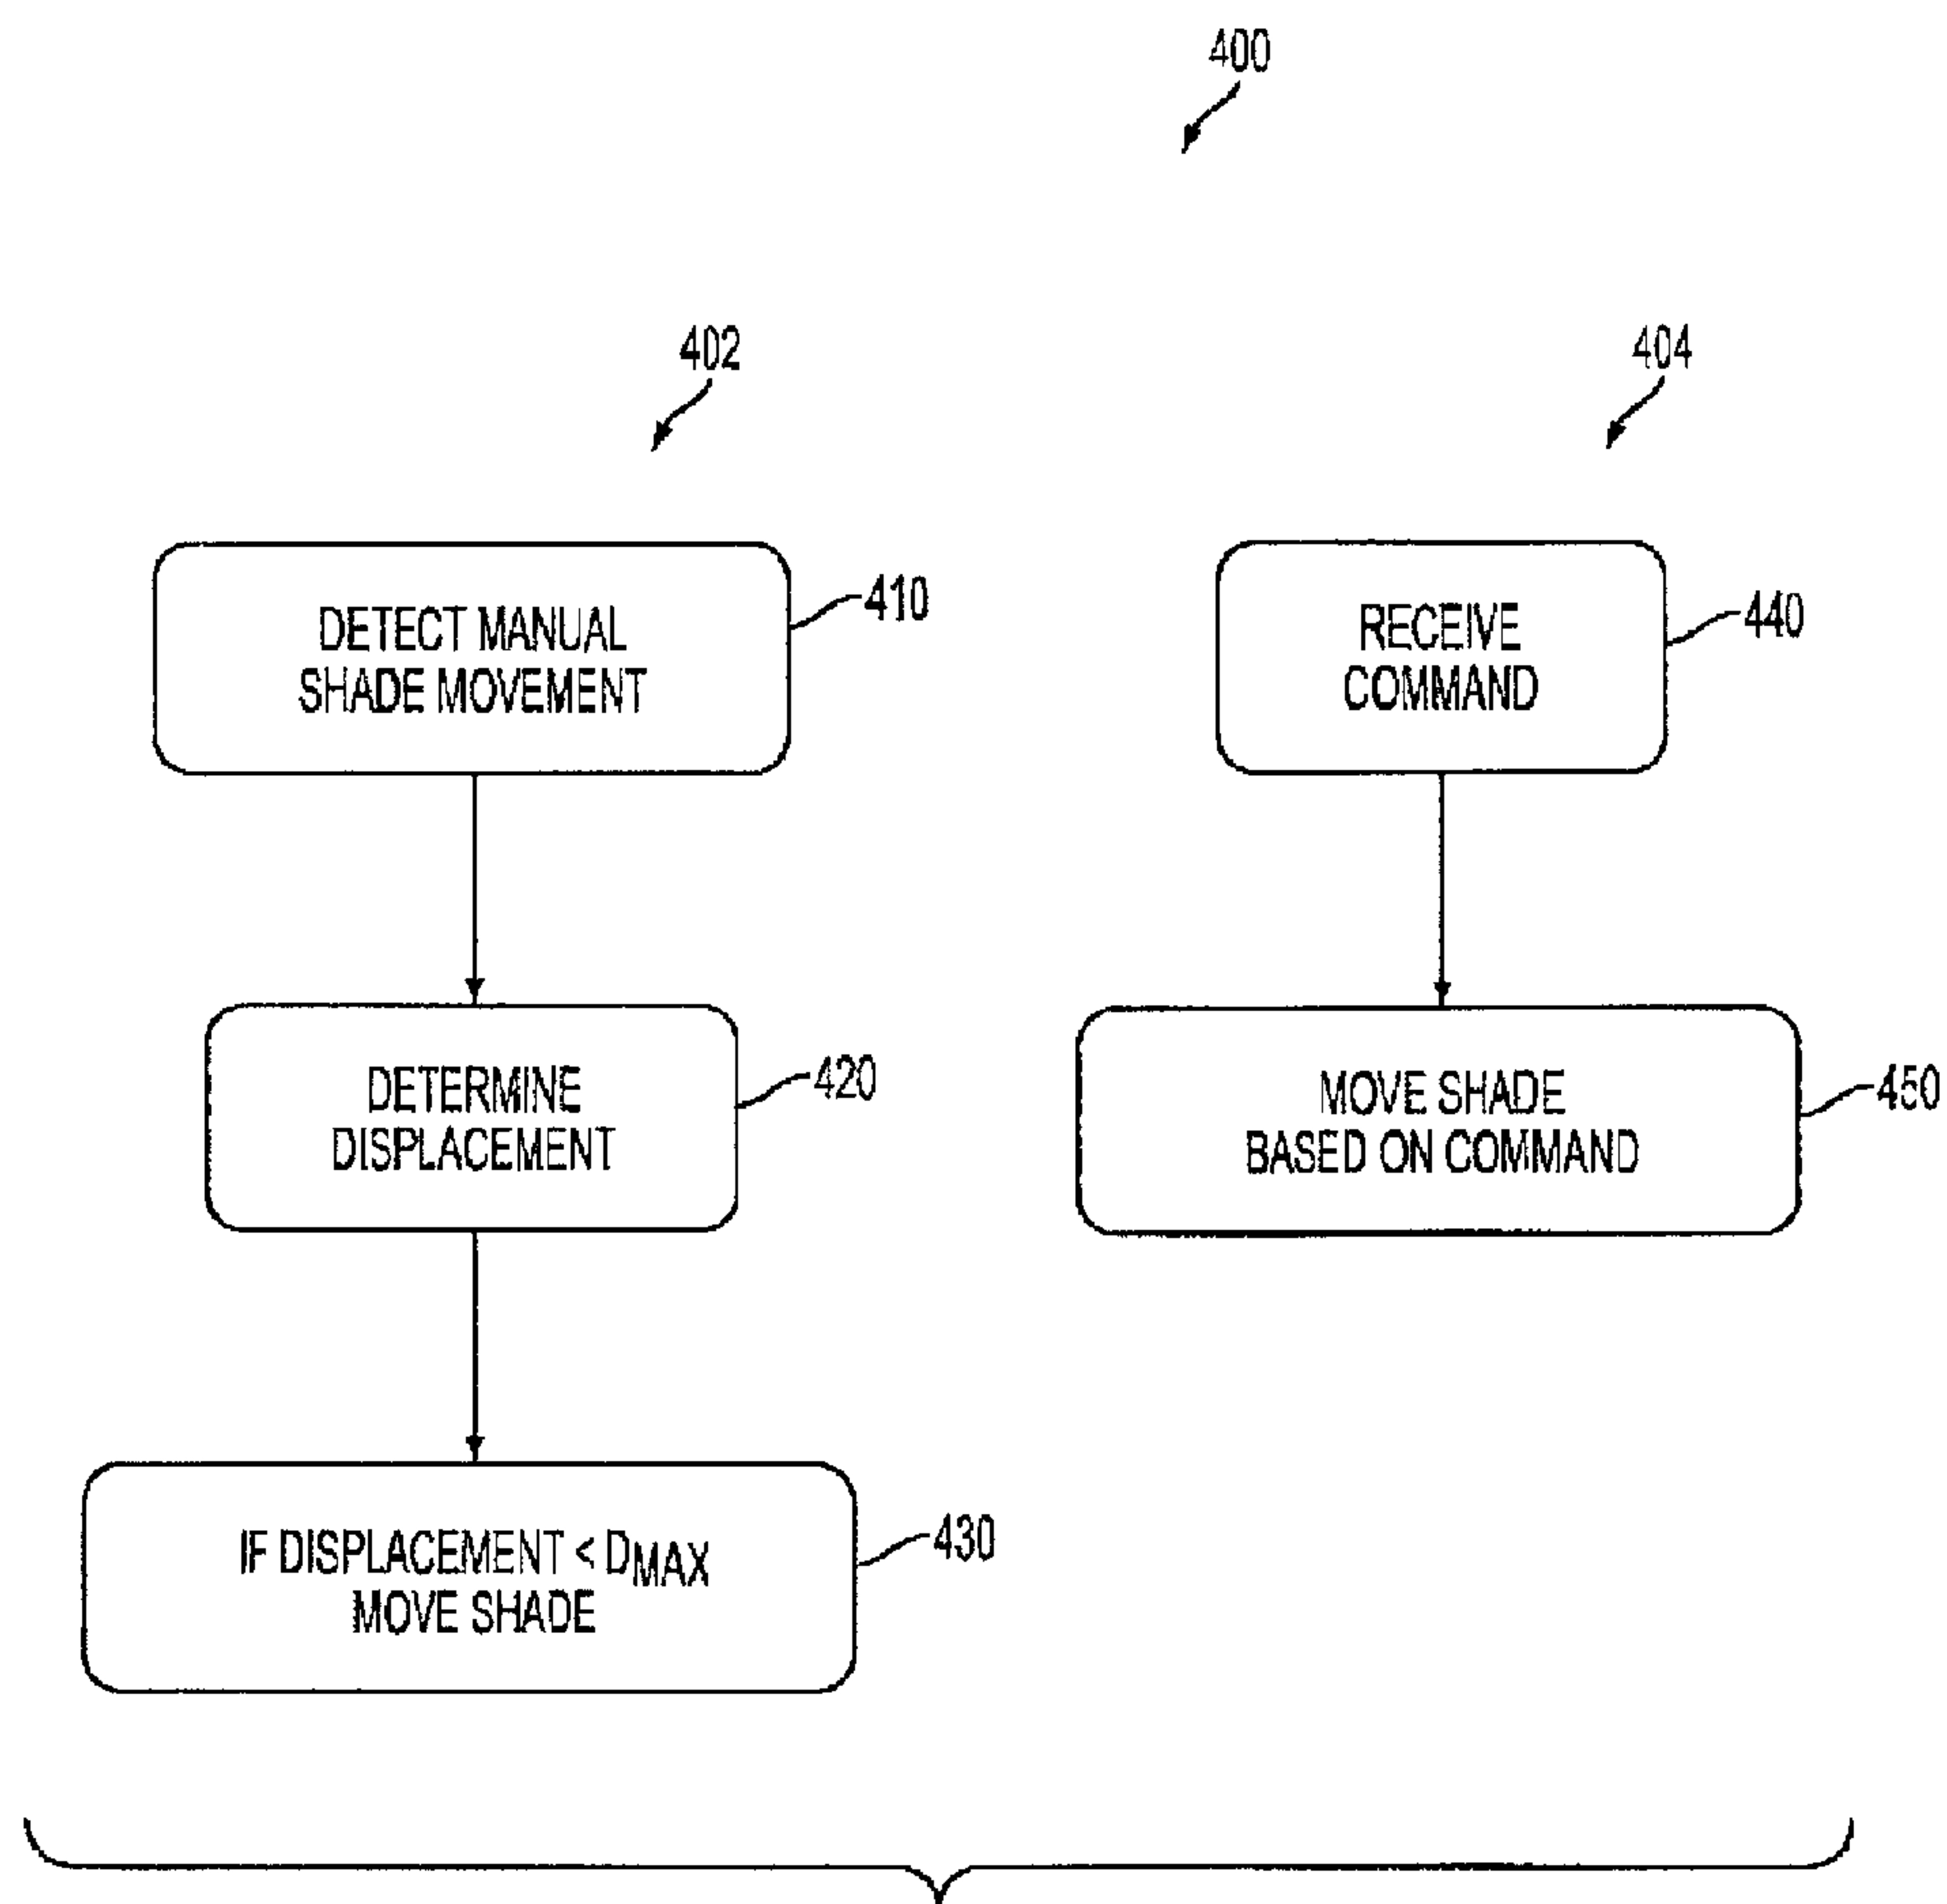 400
402
404
DETECT MANUAL
SHADE MOVEMENT
410
RECEIVE
COMMAND
440
DETERMINE
DISPLACEMENT
420
MOVE SHADE
BASED ON COMMAND
450
IF DISPLACEMENT < DMAX
MOVE SHADE
430